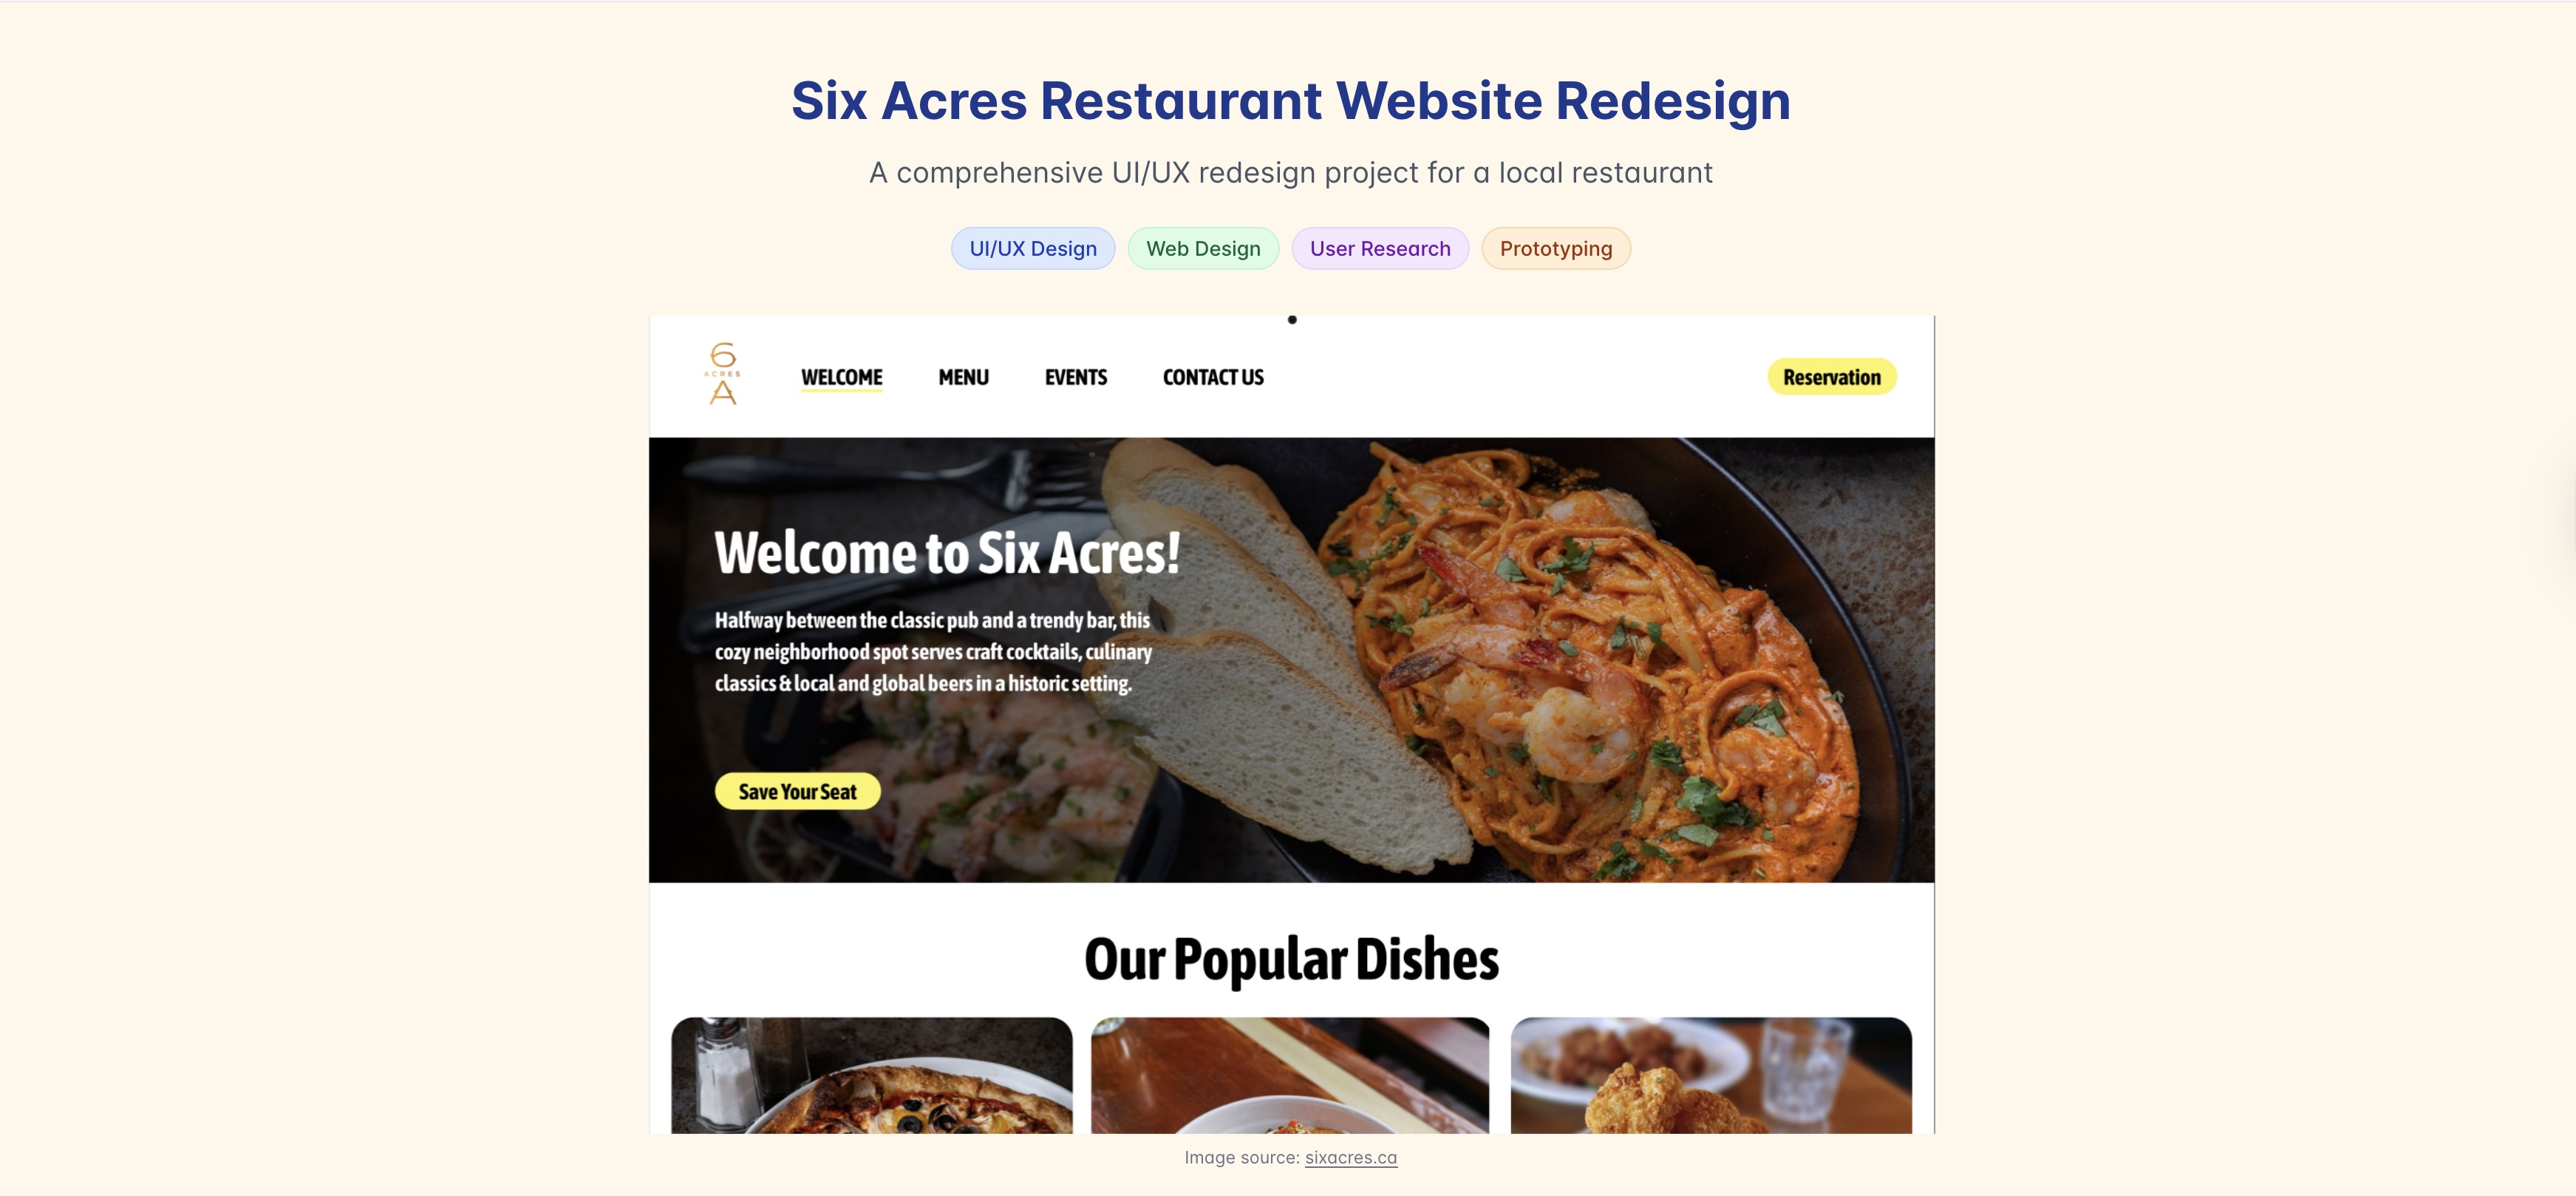 Six Acres Restaurant Website Redesign
A comprehensive UI/UX redesign project for a local restaurant
UI/UX Design
Web Design
User Research
Prototyping
6
ACRES
A
WELCOME
MENU
EVENTS
CONTACT US
Reservation
Welcome to Six Acres!
Halfway between the classic pub and a trendy bar, this
cozy neighborhood spot serves craft cocktails, culinary
classics & local and global beers in a historic setting.
Save Your Seat
Our Popular Dishes
Image source: sixacres.ca